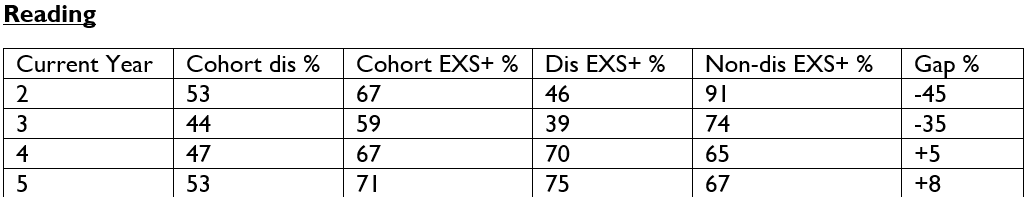 Reading
Current Year Cohort dis % Cohort EXS+ % Dis EXS+ % Non-dis EXS+ % Gap %
2 53 67 46 91 -45
3 44 59 39 74 -35
4 47 67 70 65 +5
5 53 71 75 67 +8